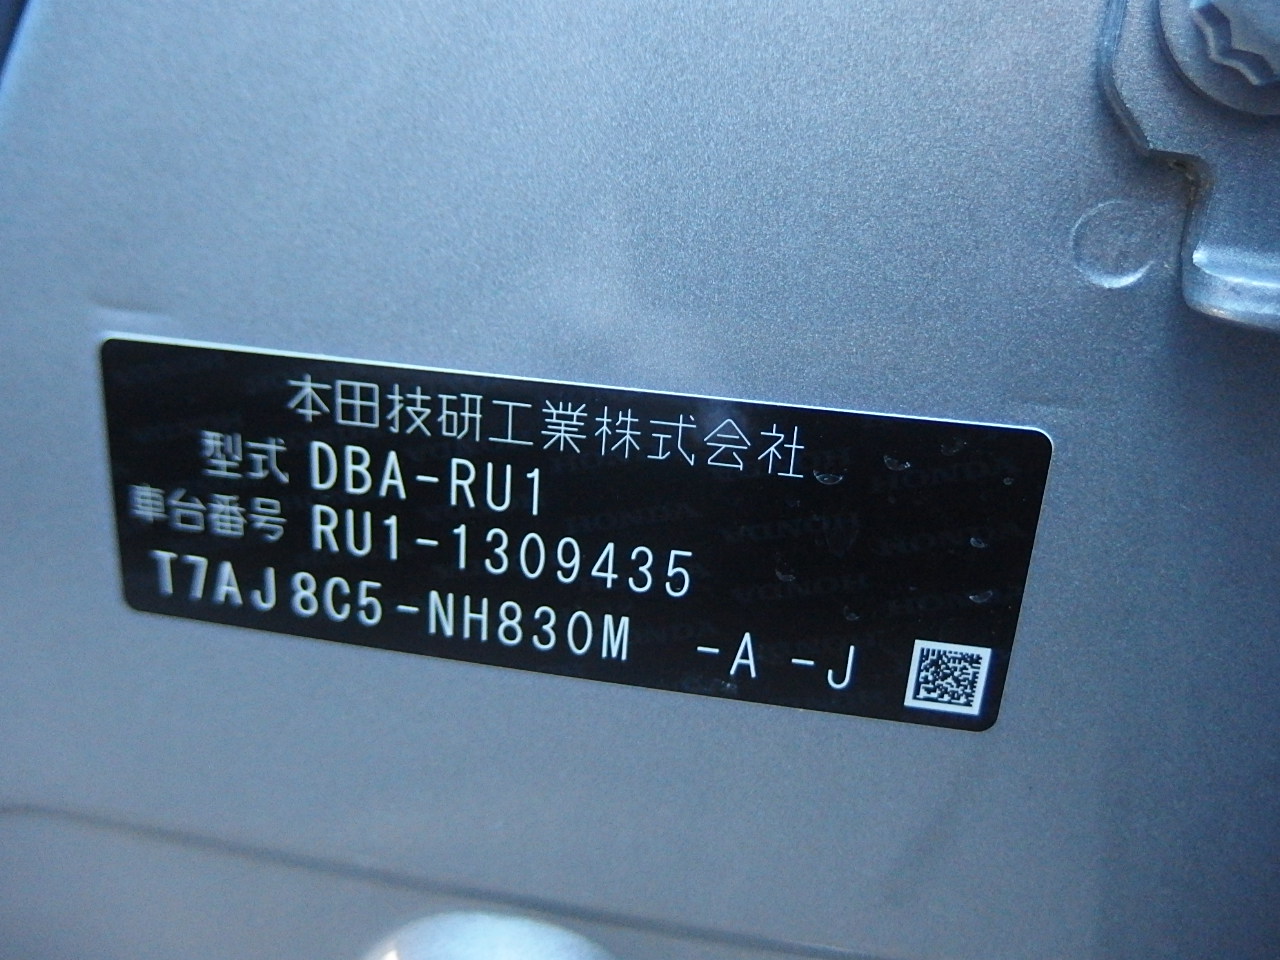 本田技研工業株式会社
型式 DBA-RU1
車台番号 RU1-1309435
T7AJ8C5-NH830M -A -J